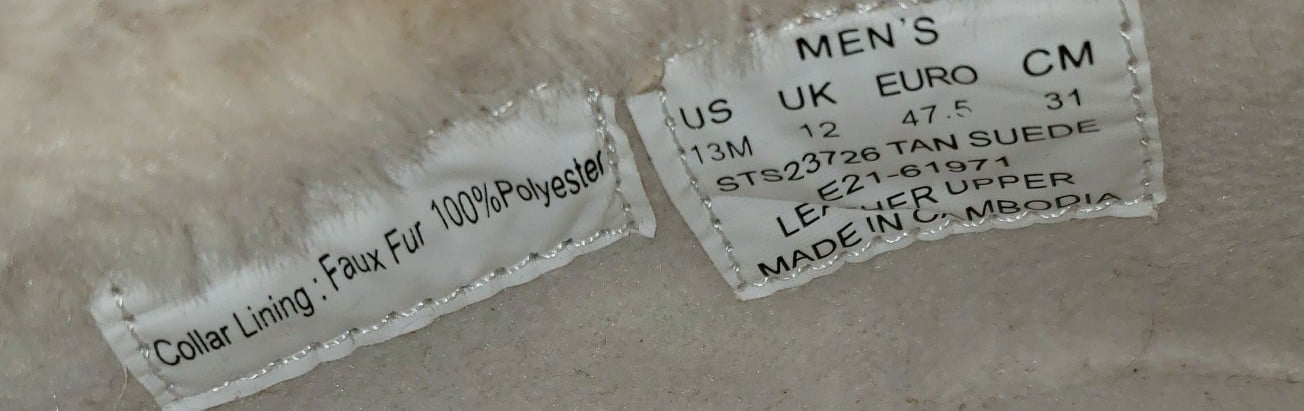 Collar Lining : Faux Fur 100%Polyester
MEN'S
US UK EURO CM
13M 12 47.5 31
STS23726 TAN SUEDE
E21-61971
LEATHER UPPER
MADE IN CAMBODIA